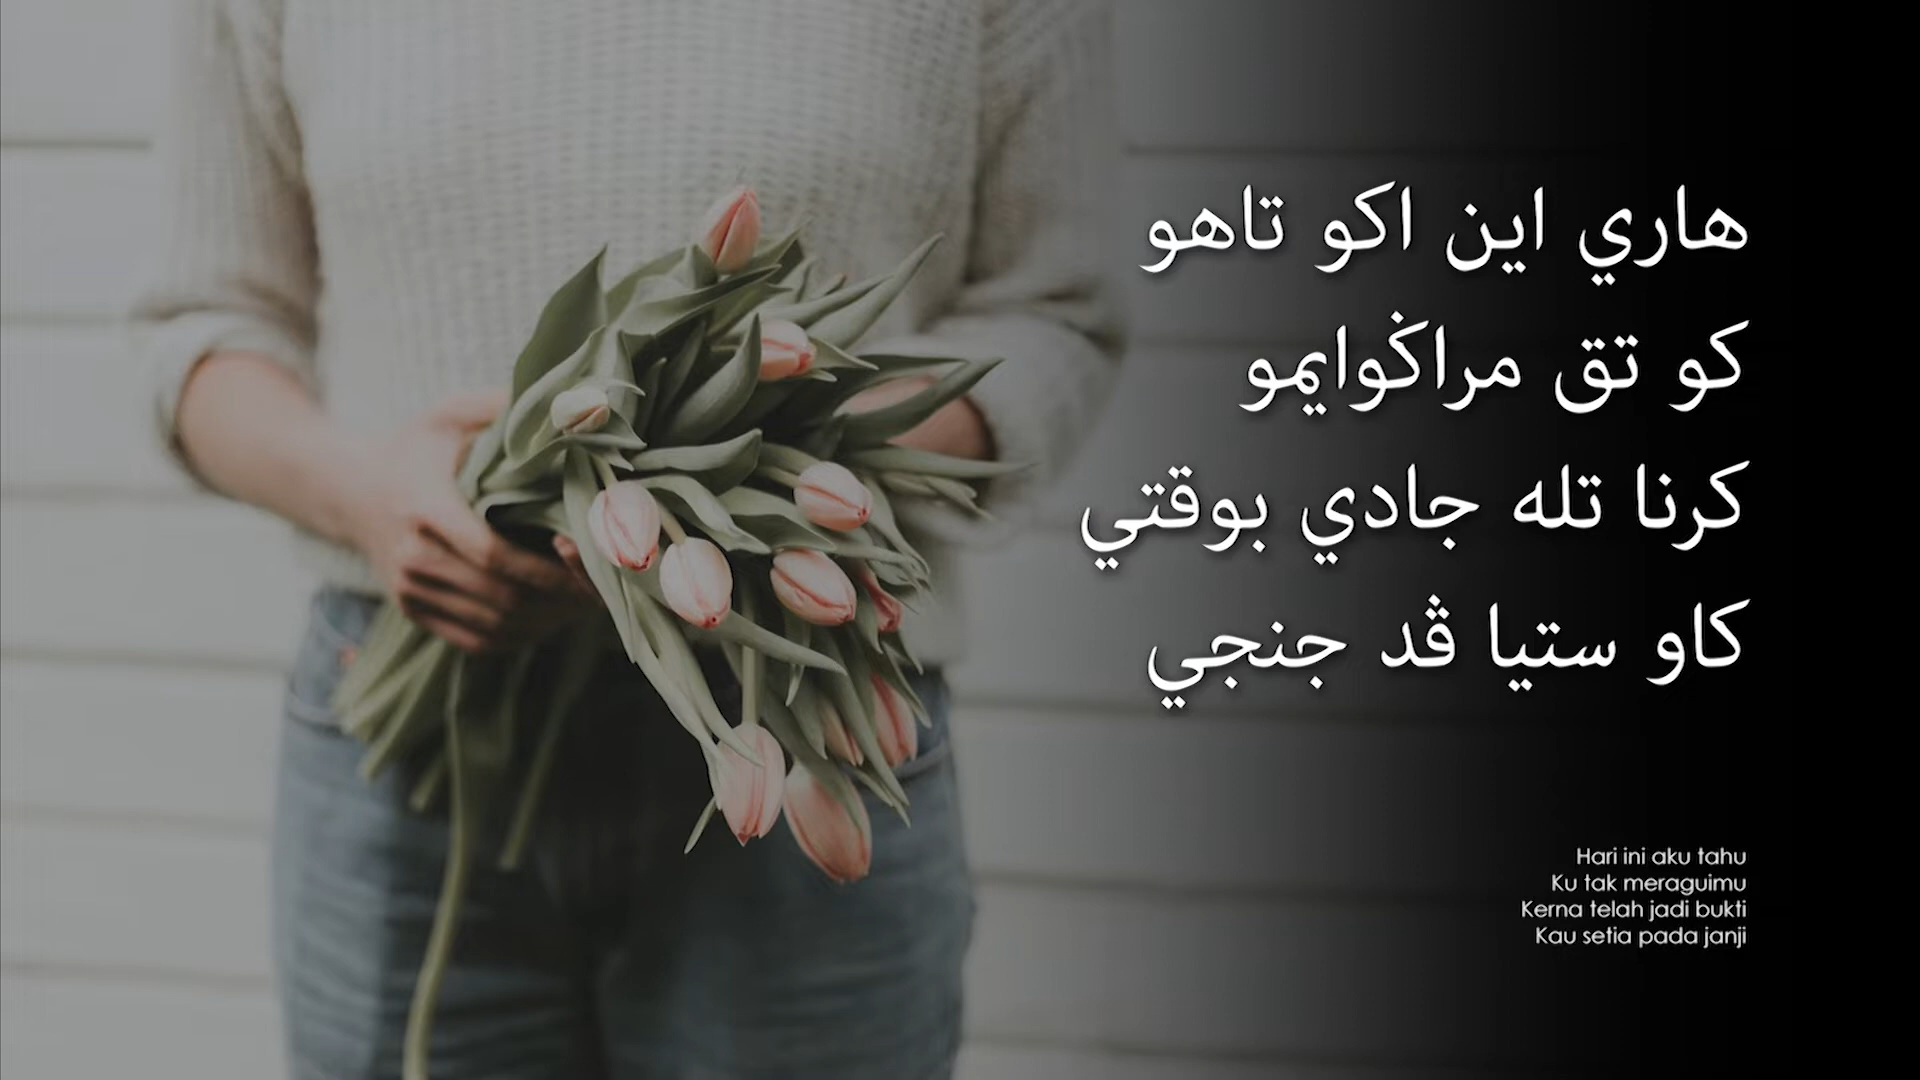 هاري اين اکو تاهو
کو تق مراݢوايمو
کرنا تله جادي بوقتي
کاو ستيا ڤد جنجي
Hari ini aku tahu
Ku tak meraguimu
Kerna telah jadi bukti
Kau setia pada janji